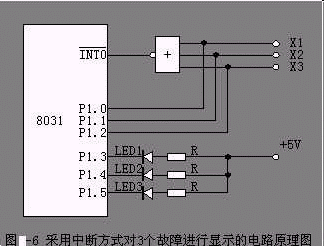 INT0
+
X1
X2
X3
8031
P1.0
P1.1
P1.2
P1.3
P1.4
P1.5
LED1
LED2
LED3
R
R
R
+5V
图 -6 采用中断方式对3个故障进行显示的电路原理图